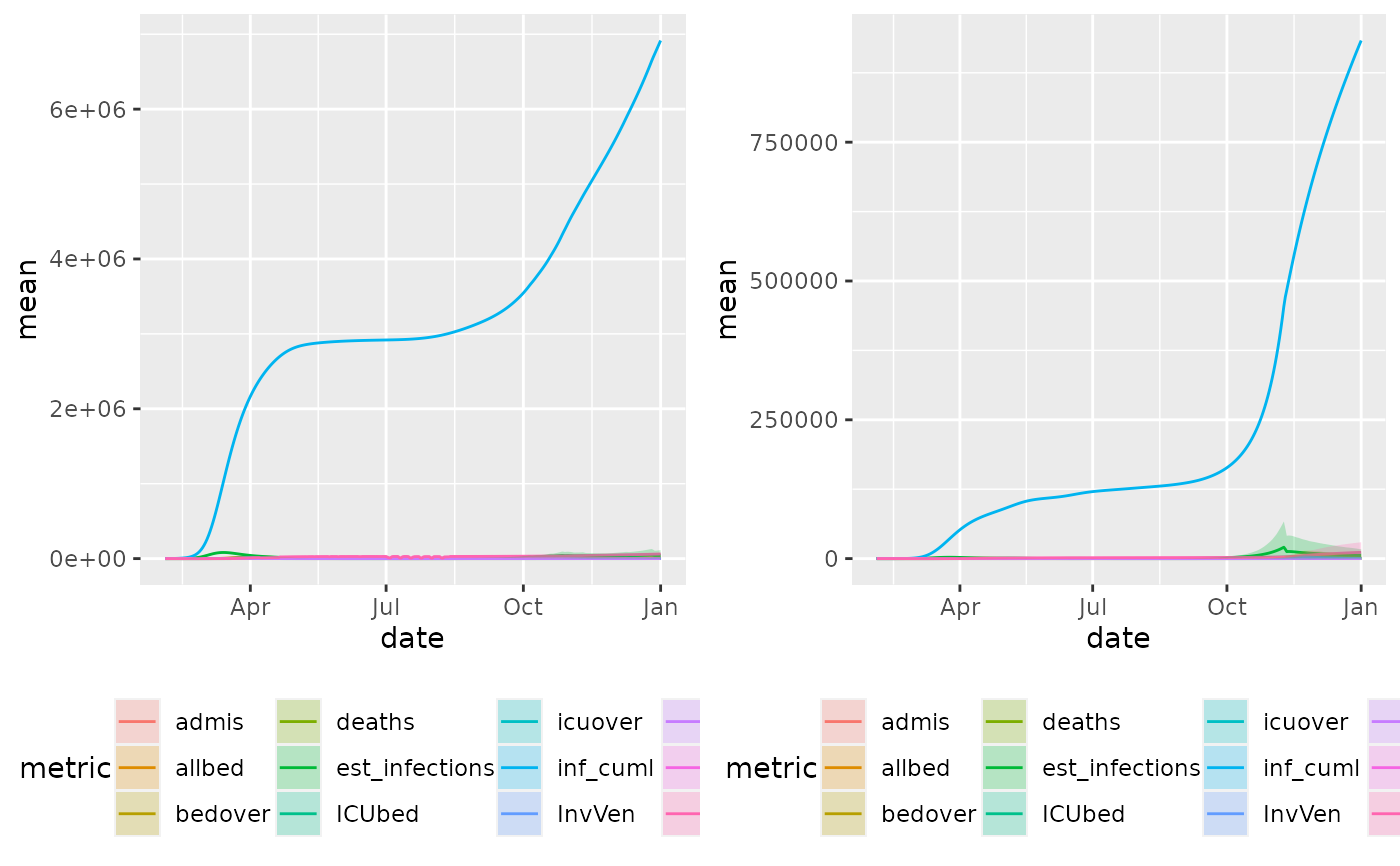 mean
6e+06
4e+06
2e+06
0e+00
Apr Jul Oct Jan
date
metric
admis deaths icuover
allbed est_infections inf_cuml
bedover ICUbed InvVen
mean
750000
500000
250000
0
Apr Jul Oct Jan
date
metric
admis deaths icuover
allbed est_infections inf_cuml
bedover ICUbed InvVen